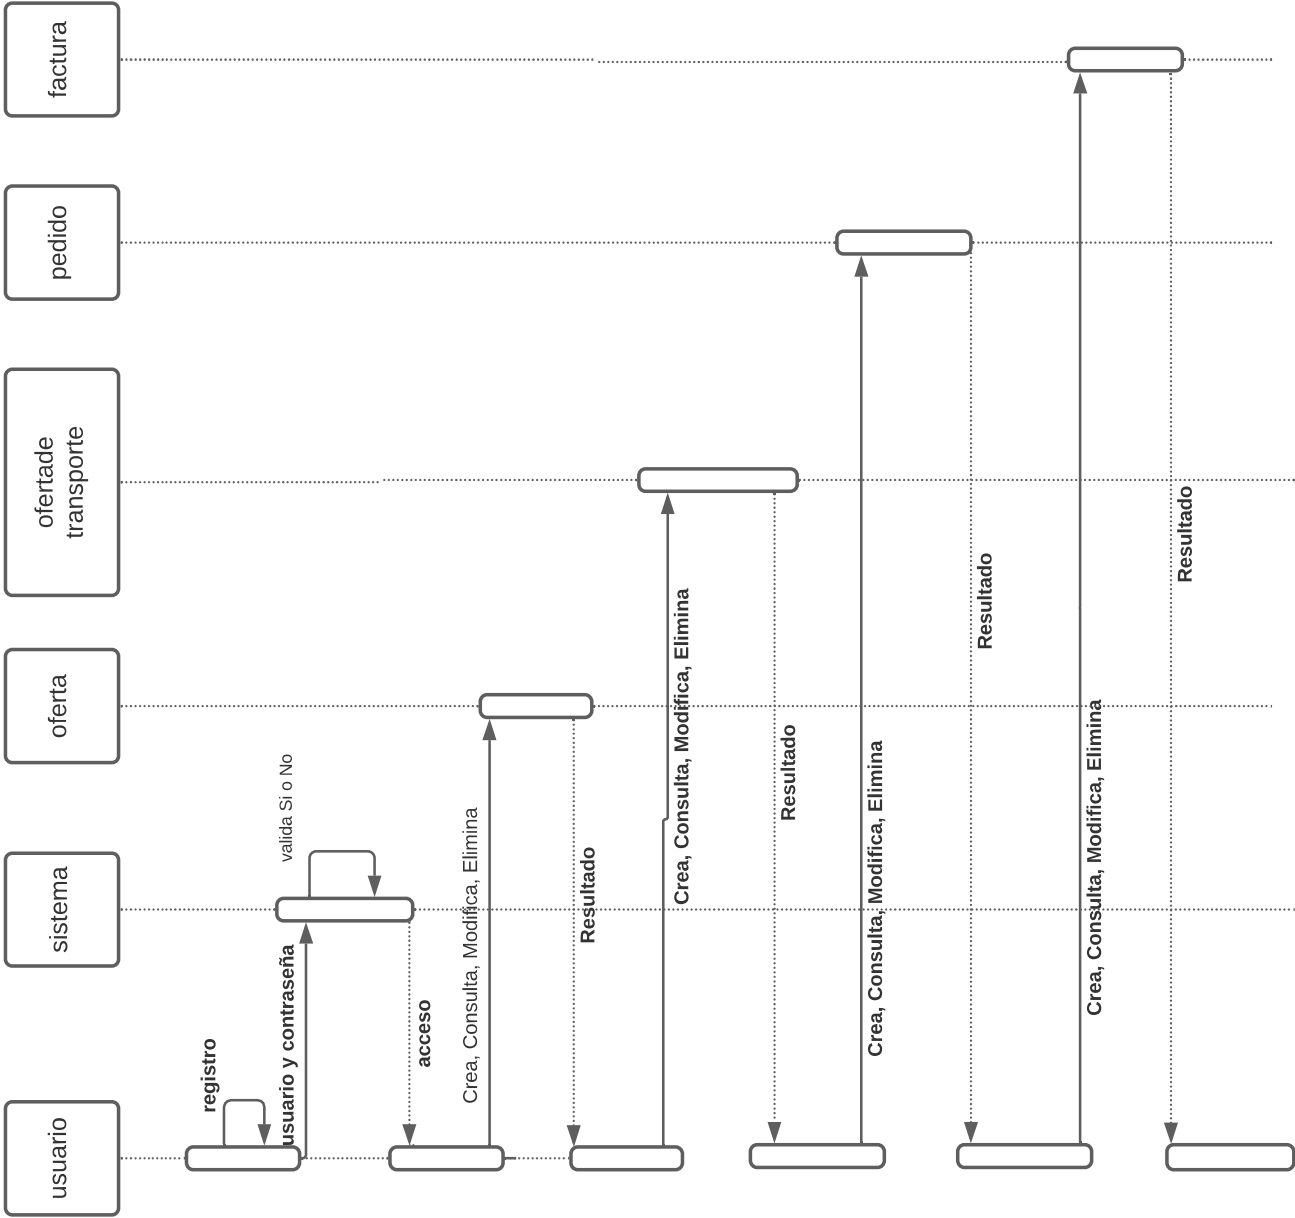 usuario
sistema
oferta
ofertade
transporte
pedido
factura
registro
usuario y contraseña
valida Si o No
acceso
Crea, Consulta, Modifica, Elimina
Resultado
Crea, Consulta, Modifica, Elimina
Resultado
Crea, Consulta, Modifica, Elimina
Resultado
Crea, Consulta, Modifica, Elimina
Resultado